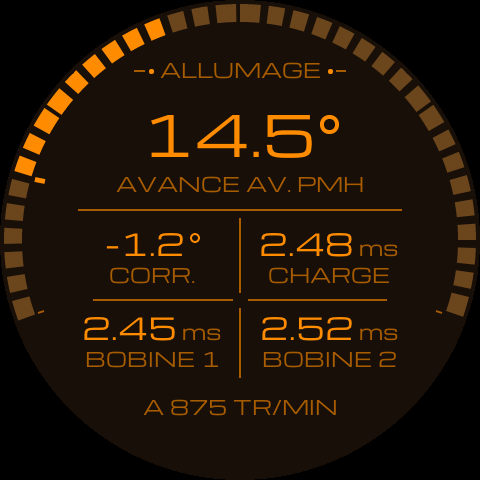 ALLUMAGE
14.5°
AVANCE AV. PMH
-1.2°
CORR.
2.48 ms
CHARGE
2.45 ms
BOBINE 1
2.52 ms
BOBINE 2
A 875 TR/MIN